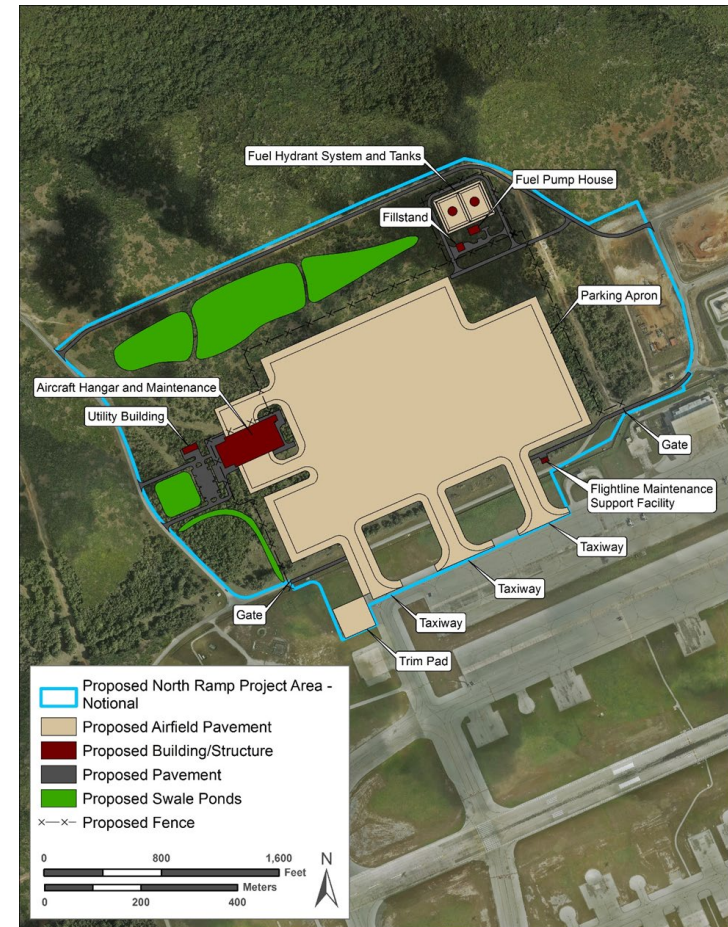 Fuel Hydrant System and Tanks
Fuel Pump House
Fillstand
Parking Apron
Aircraft Hangar and Maintenance
Utility Building
Gate
Flightline Maintenance
Support Facility
Taxiway
Taxiway
Gate
Taxiway
Trim Pad
Proposed North Ramp Project Area -
Notional
Proposed Airfield Pavement
Proposed Building/Structure
Proposed Pavement
Proposed Swale Ponds
Proposed Fence
0 800 1,600
Feet
N
Meters
0 200 400